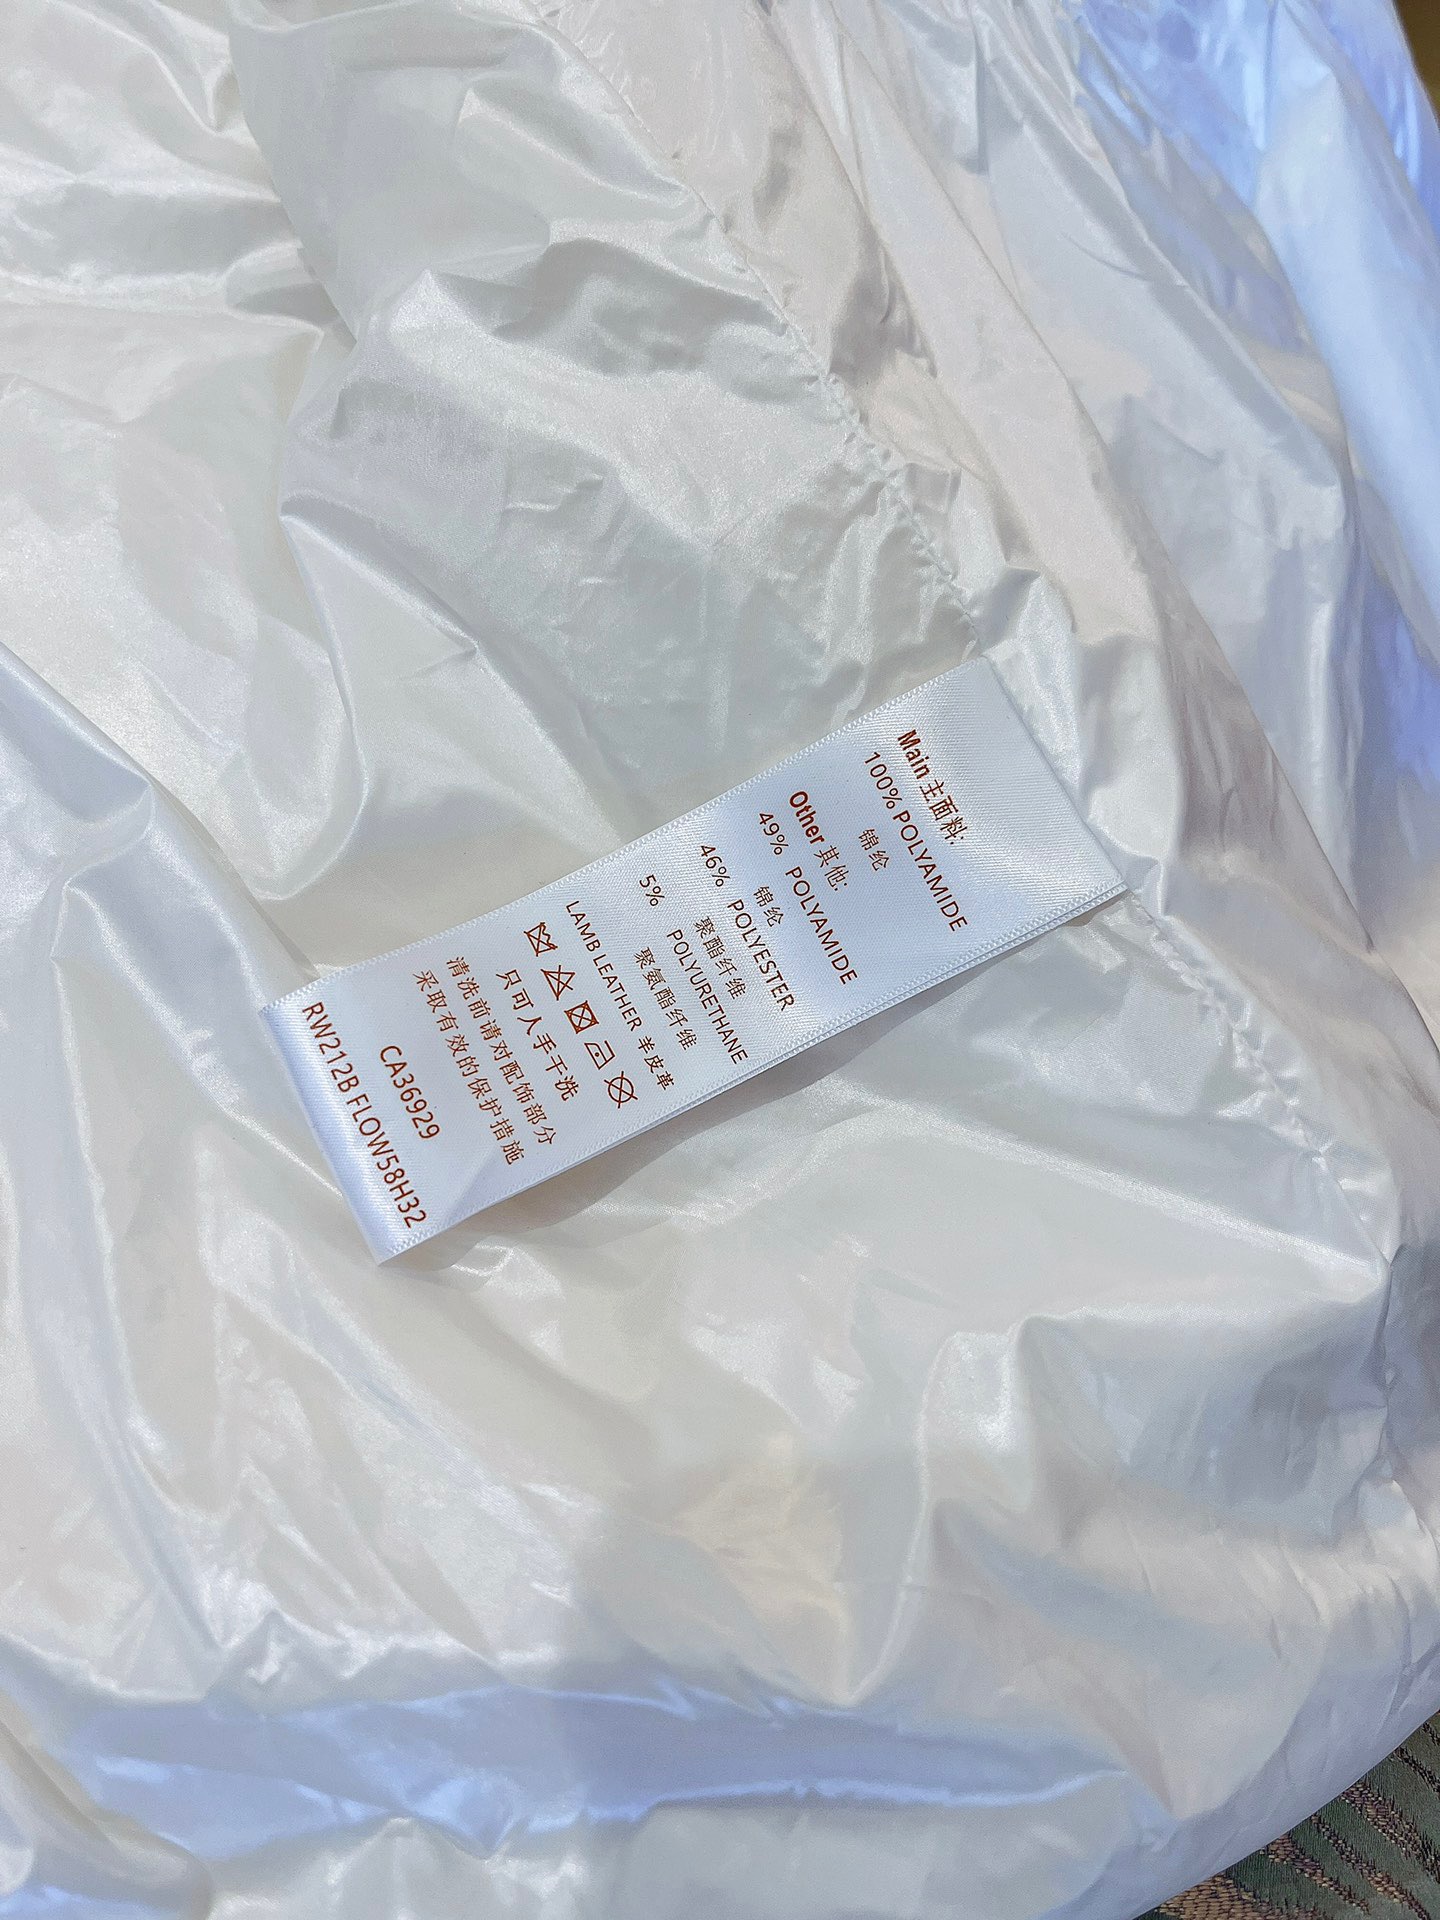 Main 主面料:
100% POLYAMIDE
锦纶
Other 其他:
49% POLYAMIDE
锦纶
46% POLYESTER
聚酯纤维
5% POLYURETHANE
聚氨酯纤维
LAMB LEATHER 羊皮革
只可人手干洗
清洗前请对配饰部分
采取有效的保护措施
CA36929
RW212B FLOW58H32